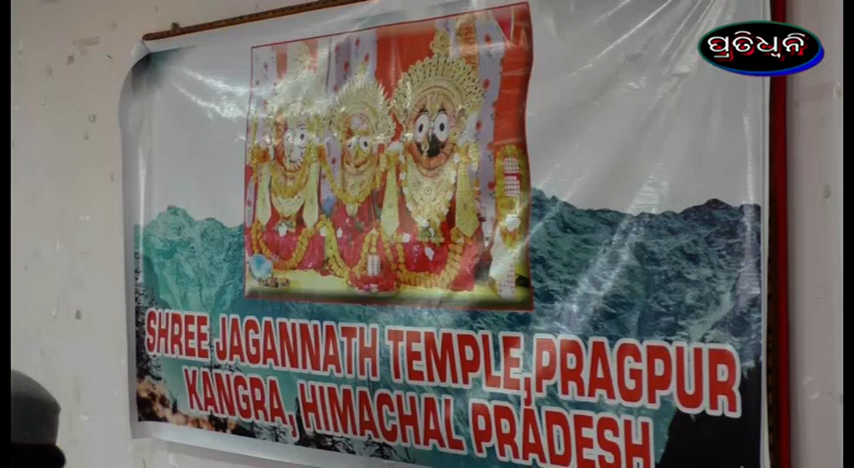 ପ୍ରତିଧ୍ୱନି
SHREE JAGANNATH TEMPLE,PRAGPUR
KANGRA, HIMACHAL PRADESH